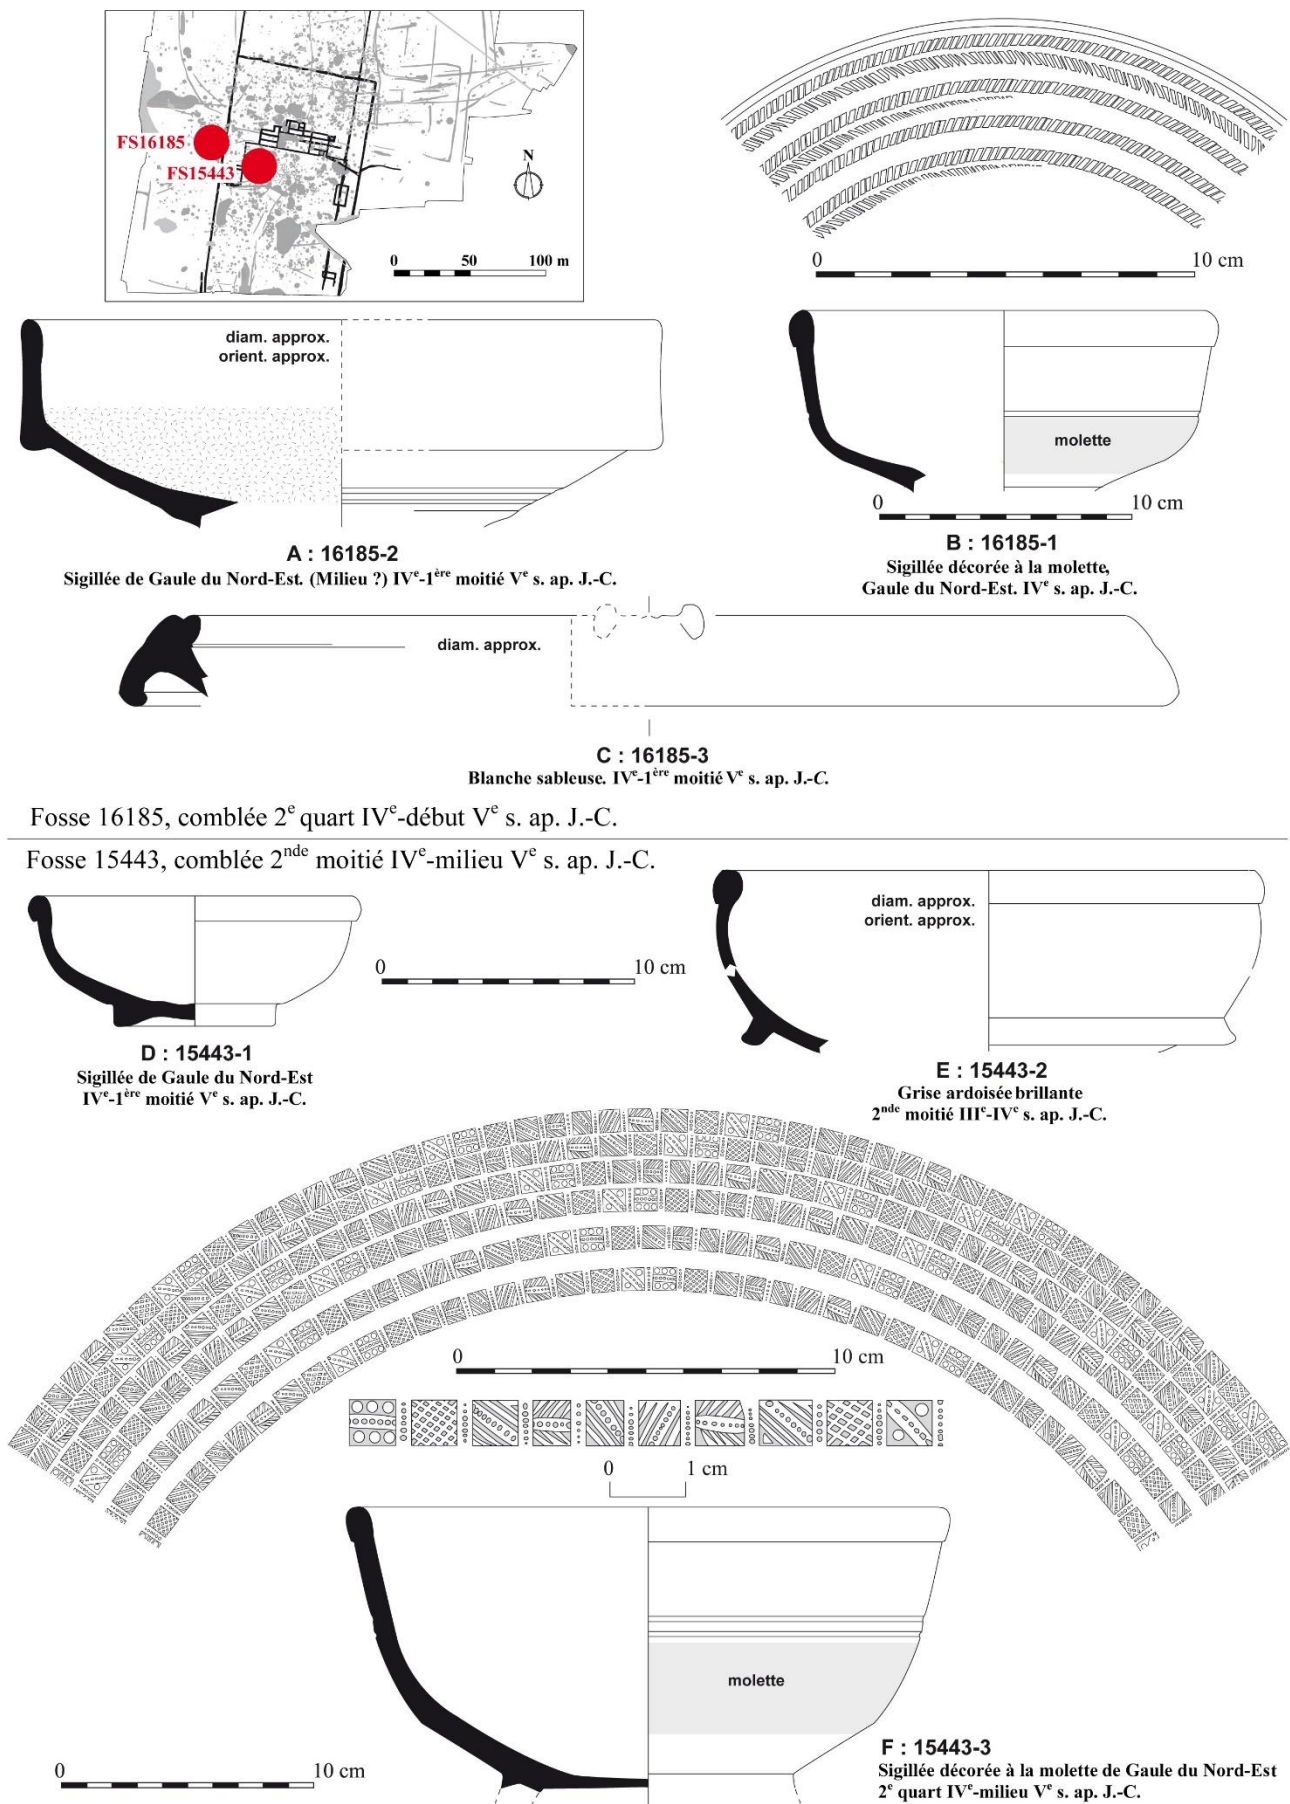 FS16185
FS15443
N
0 50 100 m
0 10 cm
diam. approx.
orient. approx.
molette
0 10 cm
A : 16185-2
Sigillée de Gaule du Nord-Est. (Milieu ?) IVe-1ère moitié Ve s. ap. J.-C.
B : 16185-1
Sigillée décorée à la molette,
Gaule du Nord-Est. IVe s. ap. J.-C.
diam. approx.
C : 16185-3
Blanche sableuse. IVe-1ère moitié Ve s. ap. J.-C.
Fosse 16185, comblée 2e quart IVe-début Ve s. ap. J.-C.
Fosse 15443, comblée 2nde moitié IVe-milieu Ve s. ap. J.-C.
diam. approx.
orient. approx.
0 10 cm
D : 15443-1
Sigillée de Gaule du Nord-Est
IVe-1ère moitié Ve s. ap. J.-C.
E : 15443-2
Grise ardoisée brillante
2nde moitié IIIe-IVe s. ap. J.-C.
0 10 cm
0 1 cm
molette
0 10 cm
F : 15443-3
Sigillée décorée à la molette de Gaule du Nord-Est
2e quart IVe-milieu Ve s. ap. J.-C.